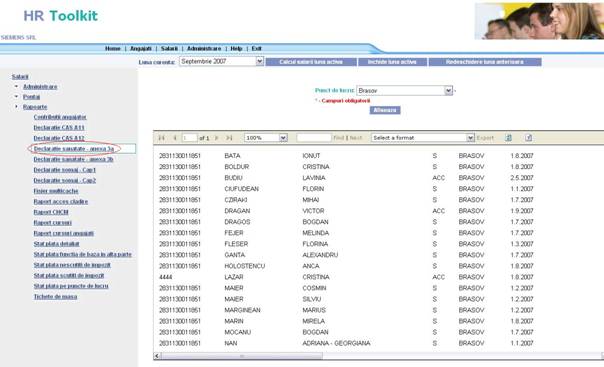 HR Toolkit
SIEMENS SRL
Home | Angajati | Salarii | Administrare | Help | Exit
Luna curenta: Septembrie 2007 Calcul salarii luna activa Inchide luna activa Redeschidere luna anterioara
Salarii
Administrare
Pontaj
Rapoarte
Contributii angajator
Declaratie CAS A11
Declaratie CAS A12
Declaratie sanatate - anexa 3a
Declaratie sanatate - anexa 3b
Declaratie somaj - Cap1
Declaratie somaj - Cap2
Fisier multicache
Raport acces cladire
Raport CMCM
Raport cursuri
Raport cursuri angajati
Stat plata detaliat
Stat plata functia de baza in alta parte
Stat plata nescutiti de impozit
Stat plata scutiti de impozit
Stat plata pe puncte de lucru
Tichete de masa
Punct de lucru: Brasov *
* - Campuri obligatorii
Afiseaza
1 of 1 100% Find | Next Select a format Export
2831130011851 BATA IONUT S BRASOV 1.8.2007
2831130011851 BOLDUR CRISTINA S BRASOV 1.8.2007
2831130011851 BUDIU LAVINIA ACC BRASOV 2.5.2007
2831130011851 CIUFUDEAN FLORIN S BRASOV 1.1.2007
2831130011851 CZIRAKI MIHAI S BRASOV 1.7.2007
2831130011851 DRAGAN VICTOR ACC BRASOV 1.9.2007
2831130011851 DRAGOS BOGDAN S BRASOV 1.7.2007
2831130011851 FEJER MELINDA S BRASOV 1.7.2007
2831130011851 FLESER FLORINA S BRASOV 1.3.2007
2831130011851 GANTA ALEXANDRU S BRASOV 1.7.2007
2831130011851 HOLOSTENCU ANCA S BRASOV 1.8.2007
4444 LAZAR CRISTINA ACC BRASOV 1.8.2007
2831130011851 MAIER COSMIN S BRASOV 1.2.2007
2831130011851 MAIER SILVIU S BRASOV 1.2.2007
2831130011851 MARGINEAN MARIUS S BRASOV 1.2.2007
2831130011851 MARIN MIRELA S BRASOV 1.8.2007
2831130011851 MOCANU BOGDAN S BRASOV 1.7.2007
2831130011851 NAN ADRIANA - GEORGIANA S BRASOV 1.7.2007